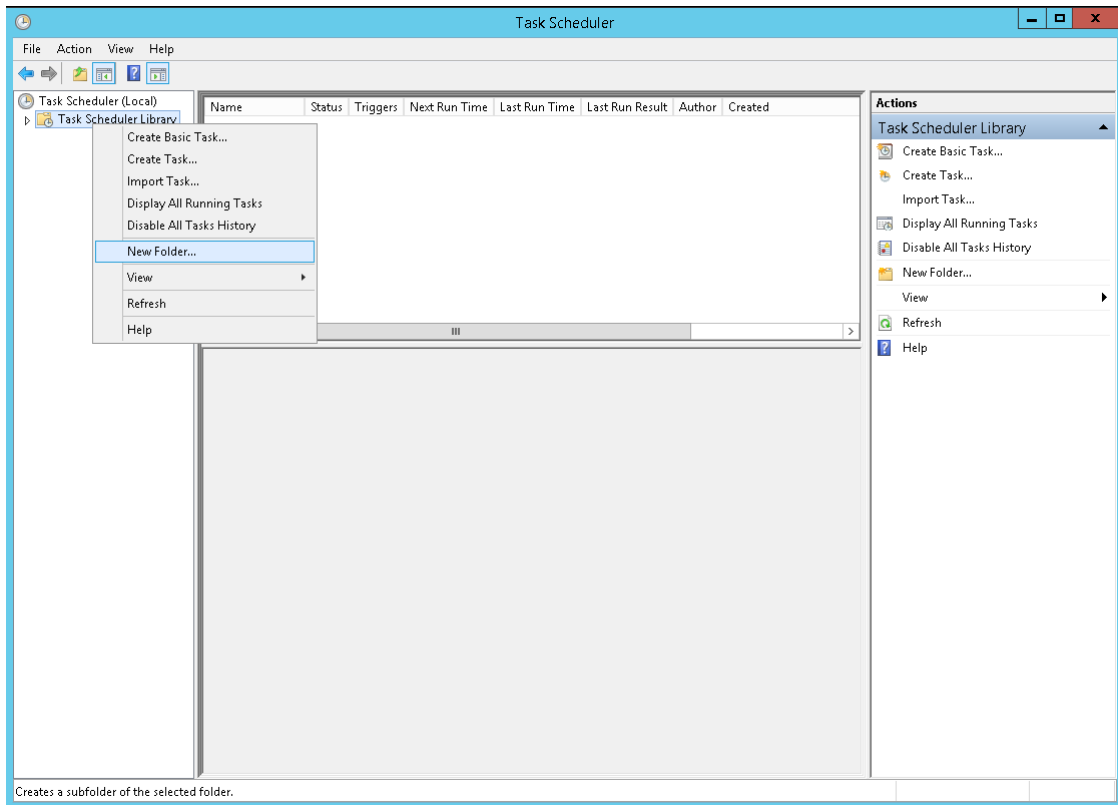 Task Scheduler
File Action View Help
Task Scheduler (Local)
Task Scheduler Library
Create Basic Task...
Create Task...
Import Task...
Display All Running Tasks
Disable All Tasks History
New Folder...
View
Refresh
Help
Name Status Triggers Next Run Time Last Run Time Last Run Result Author Created
Actions
Task Scheduler Library
Create Basic Task...
Create Task...
Import Task...
Display All Running Tasks
Disable All Tasks History
New Folder...
View
Refresh
Help
Creates a subfolder of the selected folder.